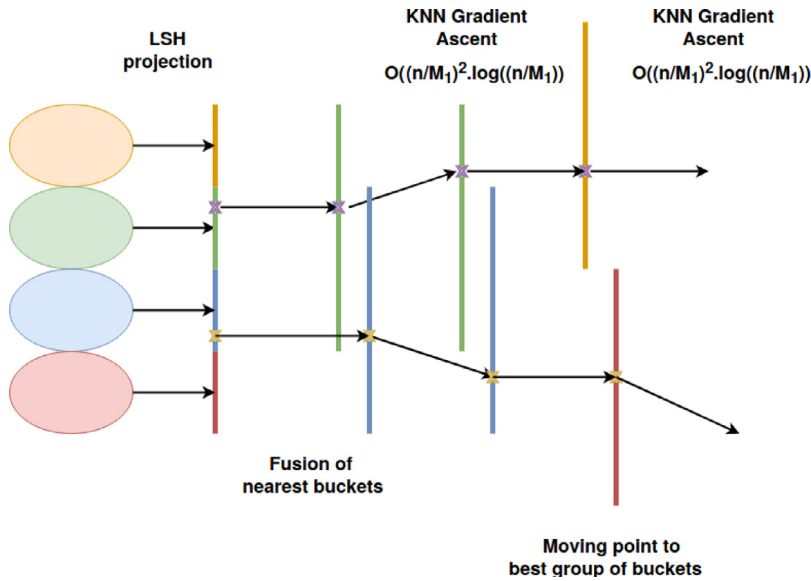 LSH
projection
KNN Gradient
Ascent
O((n/M₁)².log((n/M₁))
KNN Gradient
Ascent
O((n/M₁)².log((n/M₁))
Fusion of
nearest buckets
Moving point to
best group of buckets